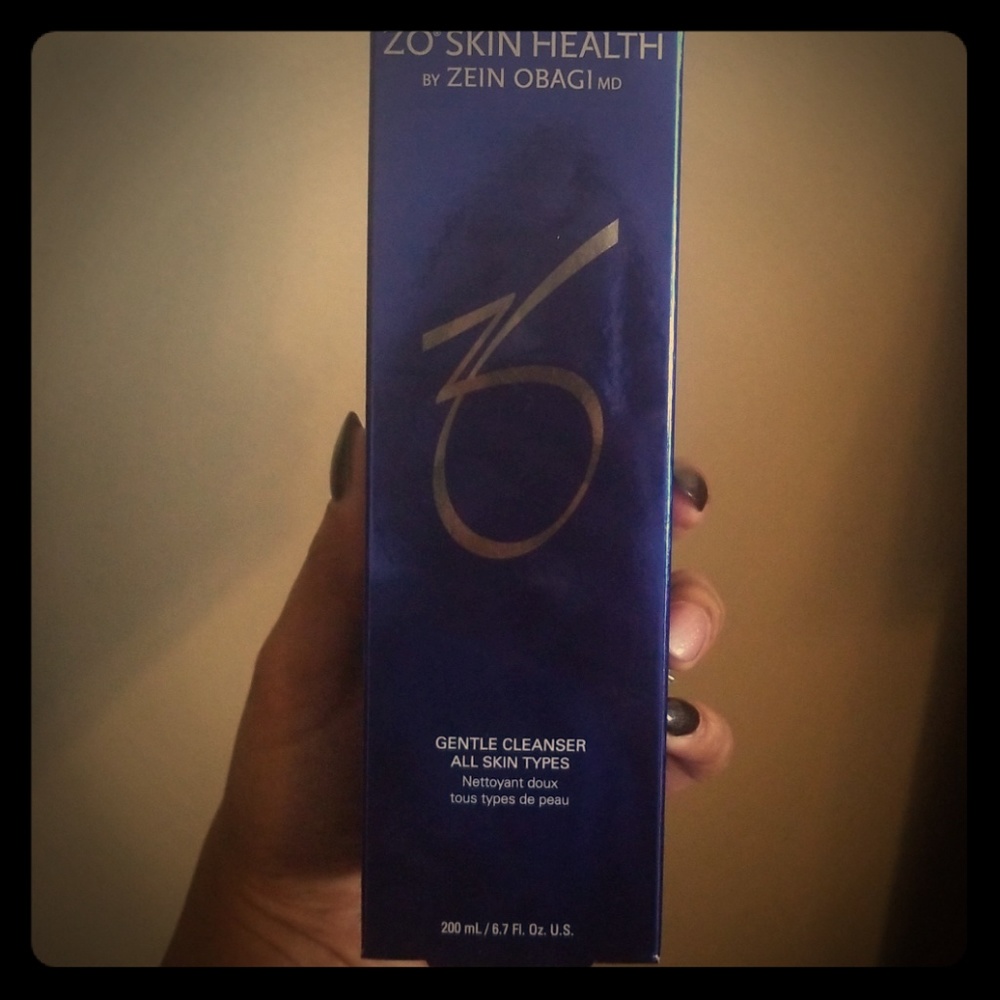 ZO® SKIN HEALTH
BY ZEIN OBAGI MD
GENTLE CLEANSER
ALL SKIN TYPES
Nettoyant doux
tous types de peau
200 mL / 6.7 Fl. Oz. U.S.